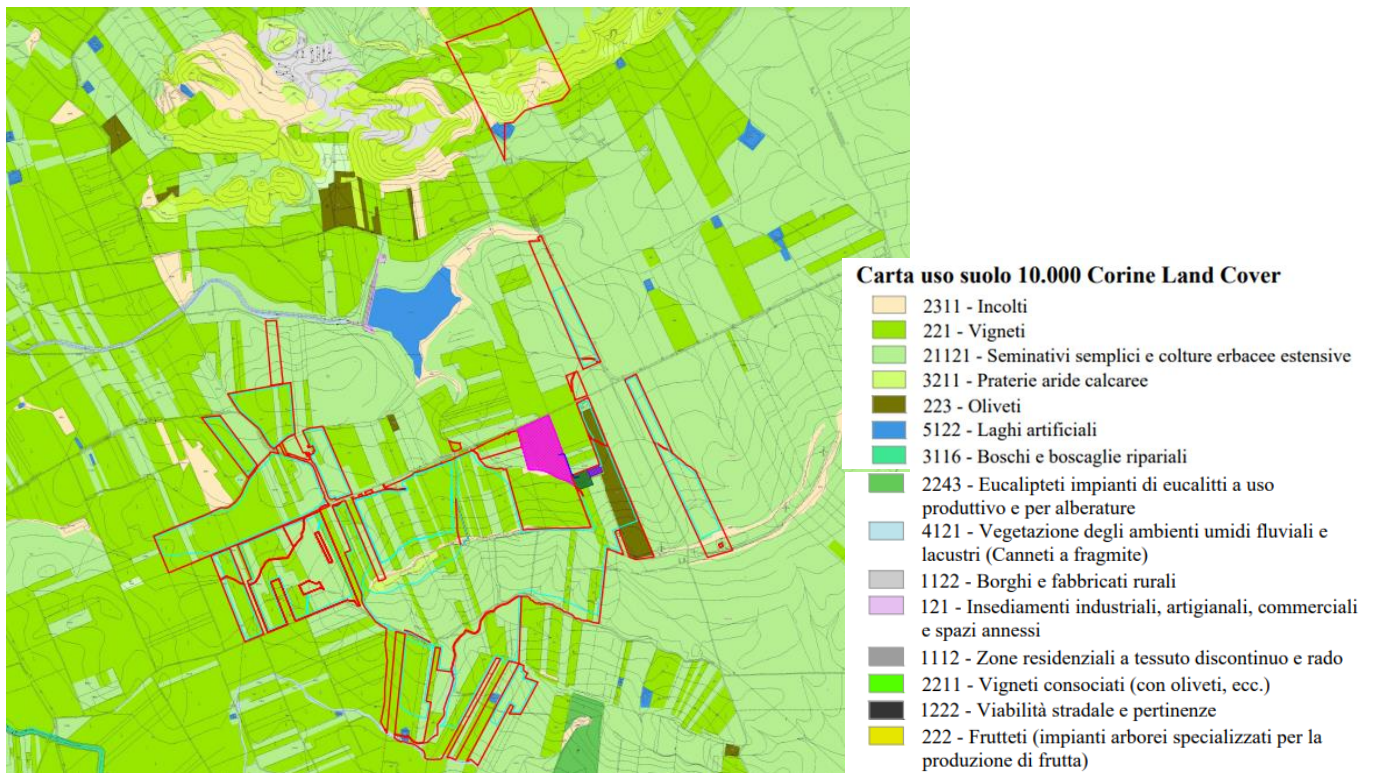 Carta uso suolo 10.000 Corine Land Cover
2311 - Incolti
221 - Vigneti
21121 - Seminativi semplici e colture erbacee estensive
3211 - Praterie aride calcaree
223 - Oliveti
5122 - Laghi artificiali
3116 - Boschi e boscaglie ripariali
2243 - Eucalipteti impianti di eucalitti a uso
produttivo e per alberature
4121 - Vegetazione degli ambienti umidi fluviali e
lacustri (Canneti a fragmite)
1122 - Borghi e fabbricati rurali
121 - Insediamenti industriali, artigianali, commerciali
e spazi annessi
1112 - Zone residenziali a tessuto discontinuo e rado
2211 - Vigneti consociati (con oliveti, ecc.)
1222 - Viabilità stradale e pertinenze
222 - Frutteti (impianti arborei specializzati per la
produzione di frutta)